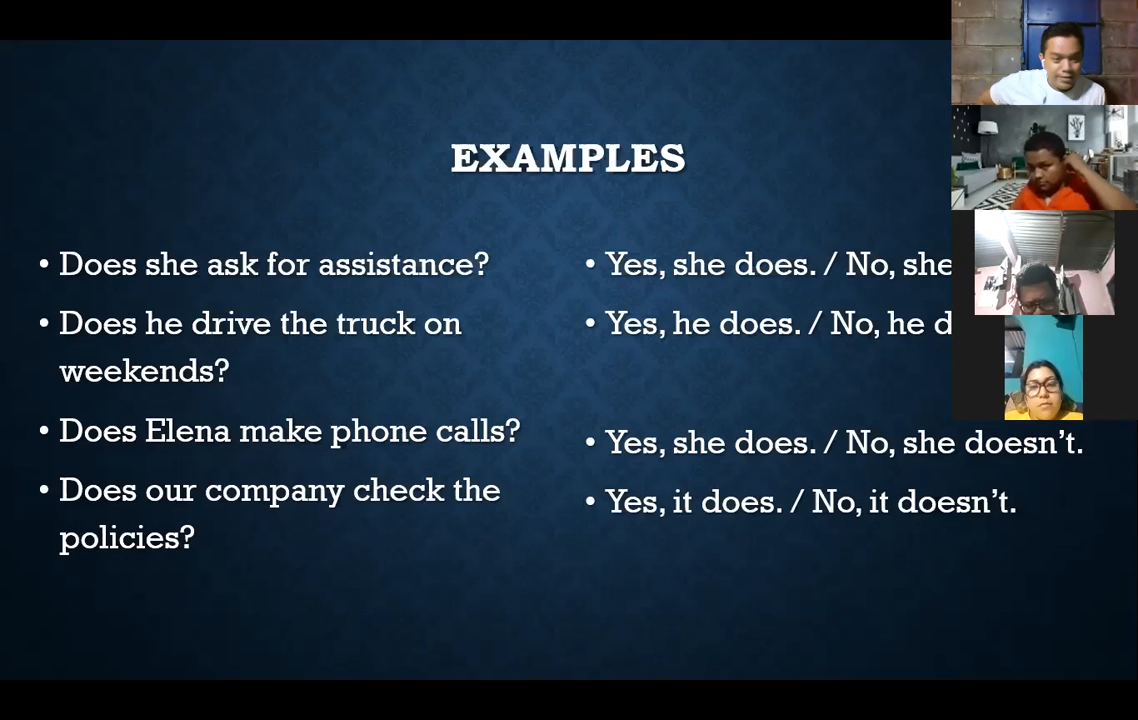 EXAMPLES
• Does she ask for assistance?
• Does he drive the truck on
weekends?
• Does Elena make phone calls?
• Does our company check the
policies?
• Yes, she does. / No, she
• Yes, he does. / No, he d
• Yes, she does. / No, she doesn't.
• Yes, it does. / No, it doesn't.